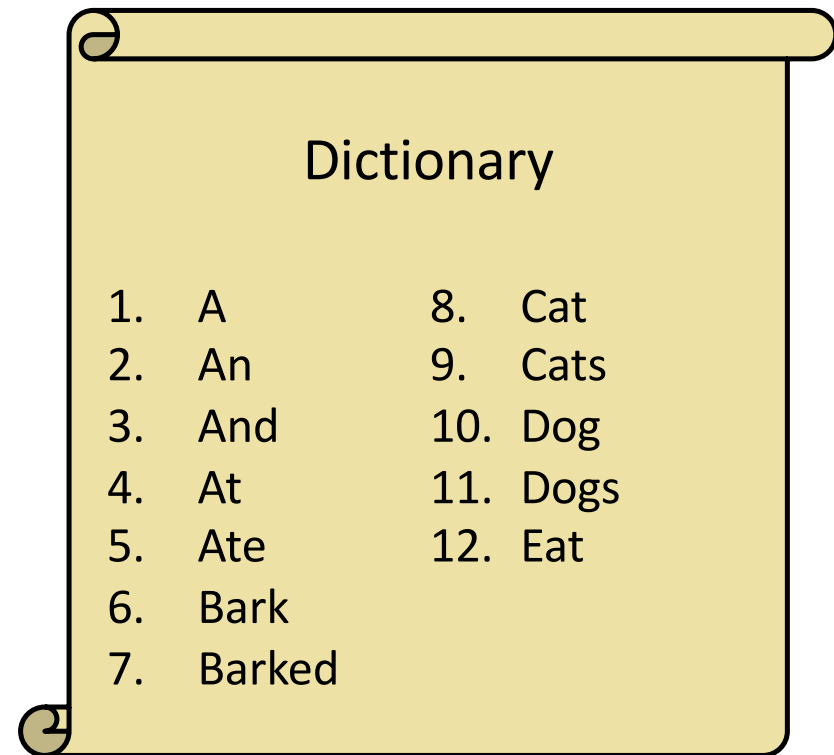 Dictionary
1. A
2. An
3. And
4. At
5. Ate
6. Bark
7. Barked
8. Cat
9. Cats
10. Dog
11. Dogs
12. Eat